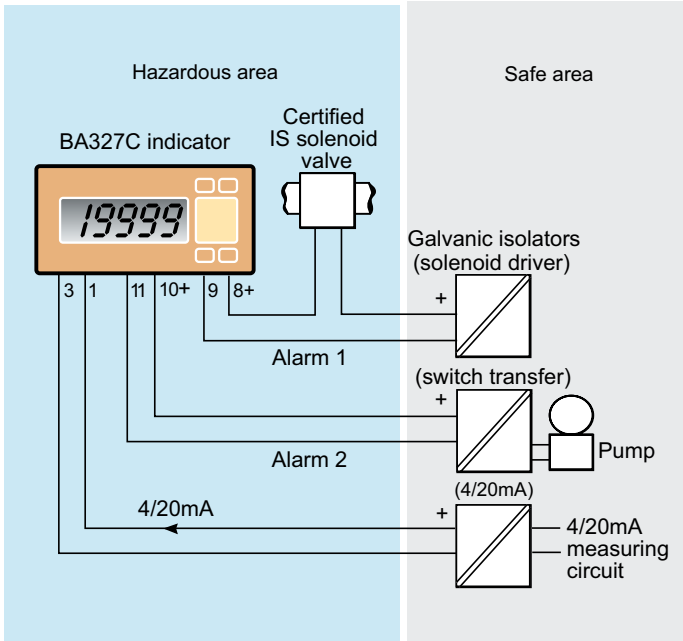 Hazardous area
Safe area
Certified
IS solenoid
valve
BA327C indicator
19999
Galvanic isolators
(solenoid driver)
3 1 11 10+ 9 8+
+
Alarm 1
(switch transfer)
+
Pump
Alarm 2
(4/20mA)
4/20mA
+
4/20mA
measuring
circuit